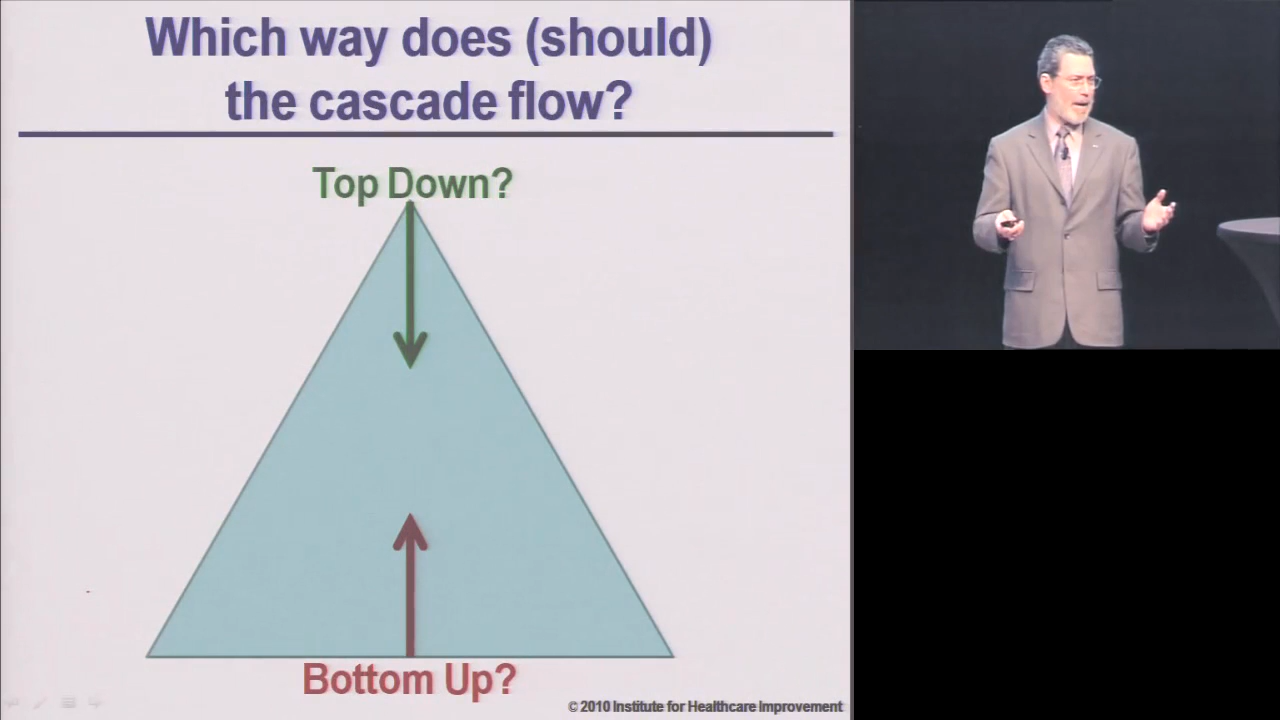 Which way does (should)
the cascade flow?
Top Down?
Bottom Up?
© 2010 Institute for Healthcare Improvement